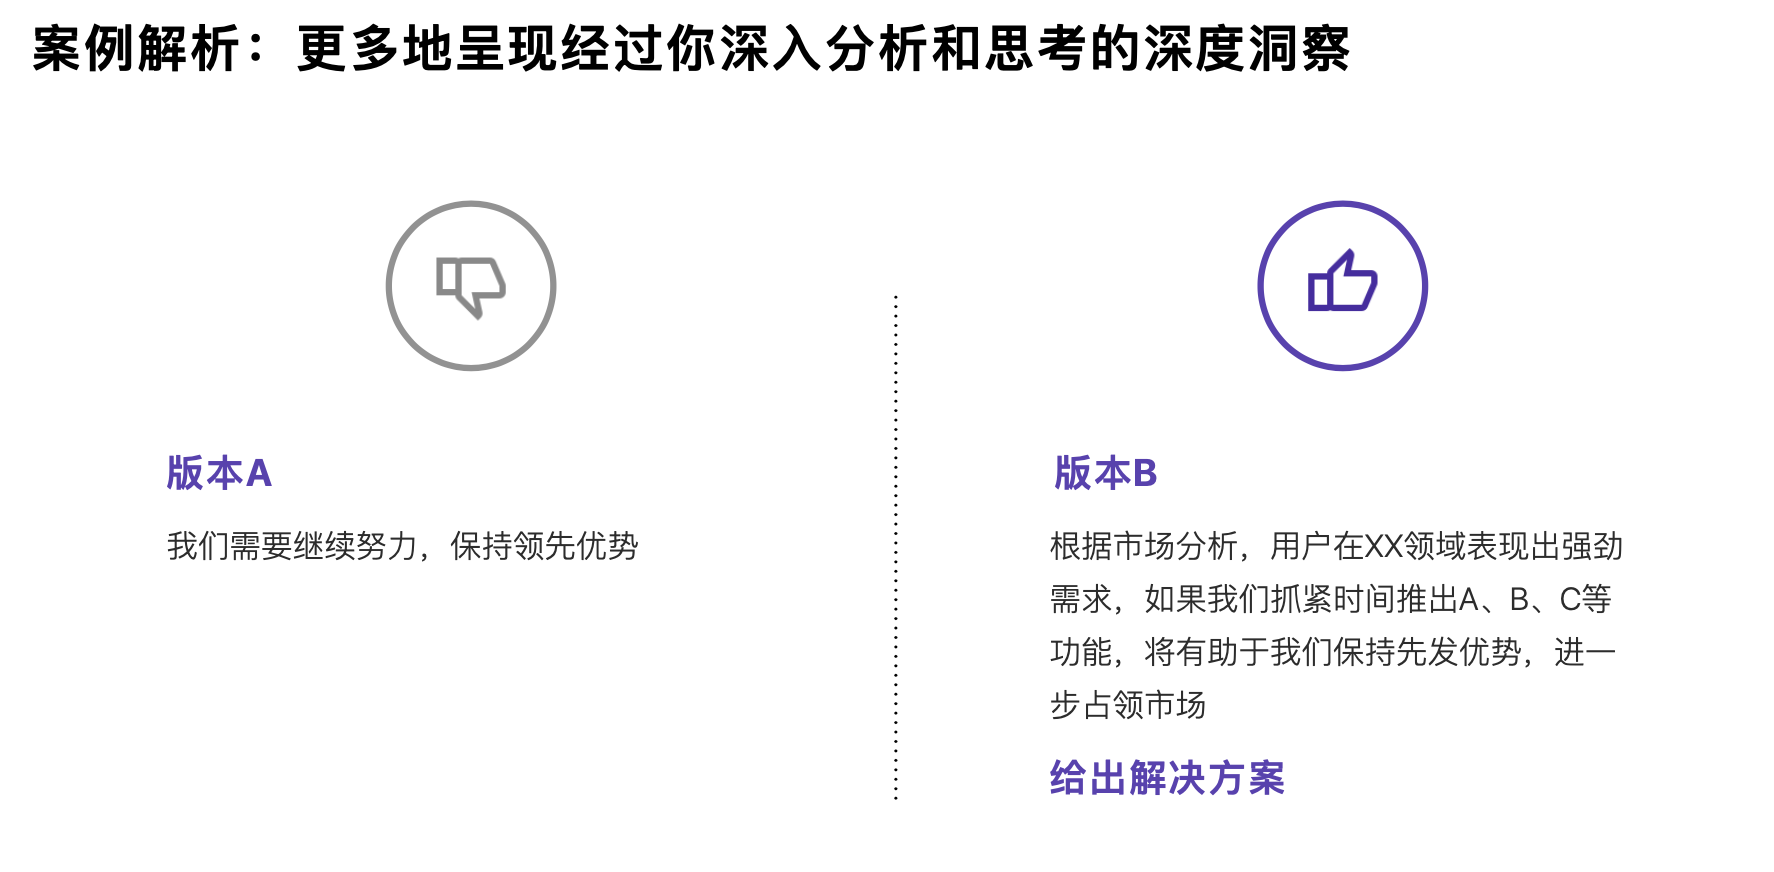 案例解析：更多地呈现经过你深入分析和思考的深度洞察
版本A
我们需要继续努力，保持领先优势
版本B
根据市场分析，用户在XX领域表现出强劲
需求，如果我们抓紧时间推出A、B、C等
功能，将有助于我们保持先发优势，进一
步占领市场
给出解决方案